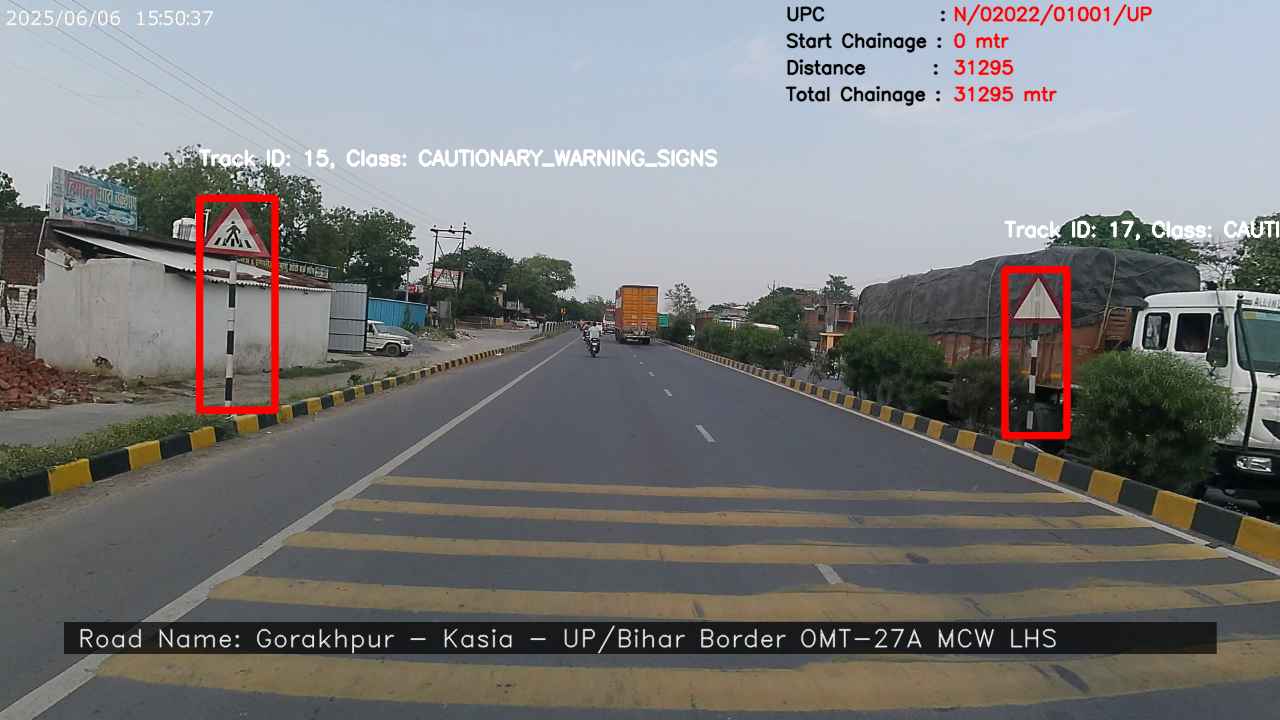 2025/06/06 15:50:37
UPC : N/02022/01001/UP
Start Chainage : 0 mtr
Distance : 31295
Total Chainage : 31295 mtr
Track ID: 15, Class: CAUTIONARY_WARNING_SIGNS
Track ID: 17, Class: CAUTI
Road Name: Gorakhpur - Kasia - UP/Bihar Border OMT-27A MCW LHS